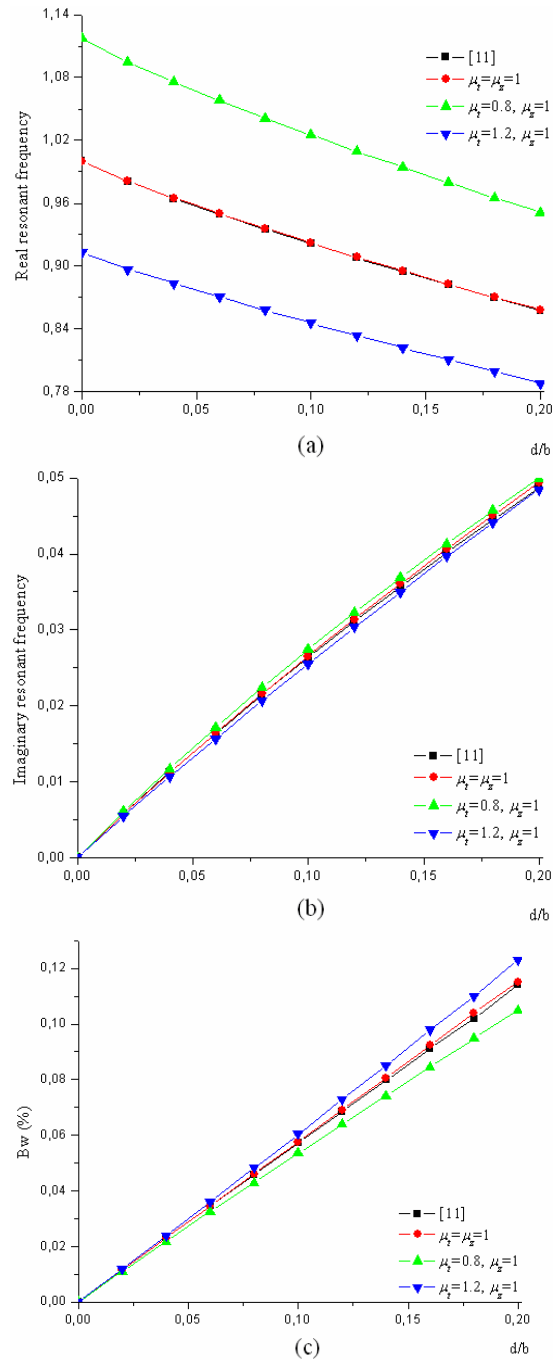 1,14
1,08
1,02
0,96
0,90
0,84
0,78
Real resonant frequency
[11]
μt=μz=1
μt=0.8, μz=1
μt=1.2, μz=1
0,00 0,05 0,10 0,15 0,20
(a)
d/b
0,05
0,04
0,03
0,02
0,01
0,00
Imaginary resonant frequency
[11]
μt=μz=1
μt=0.8, μz=1
μt=1.2, μz=1
0,00 0,05 0,10 0,15 0,20
(b)
d/b
0,12
0,10
0,08
0,06
0,04
0,02
0,00
Bw (%)
[11]
μt=μz=1
μt=0.8, μz=1
μt=1.2, μz=1
0,00 0,05 0,10 0,15 0,20
(c)
d/b